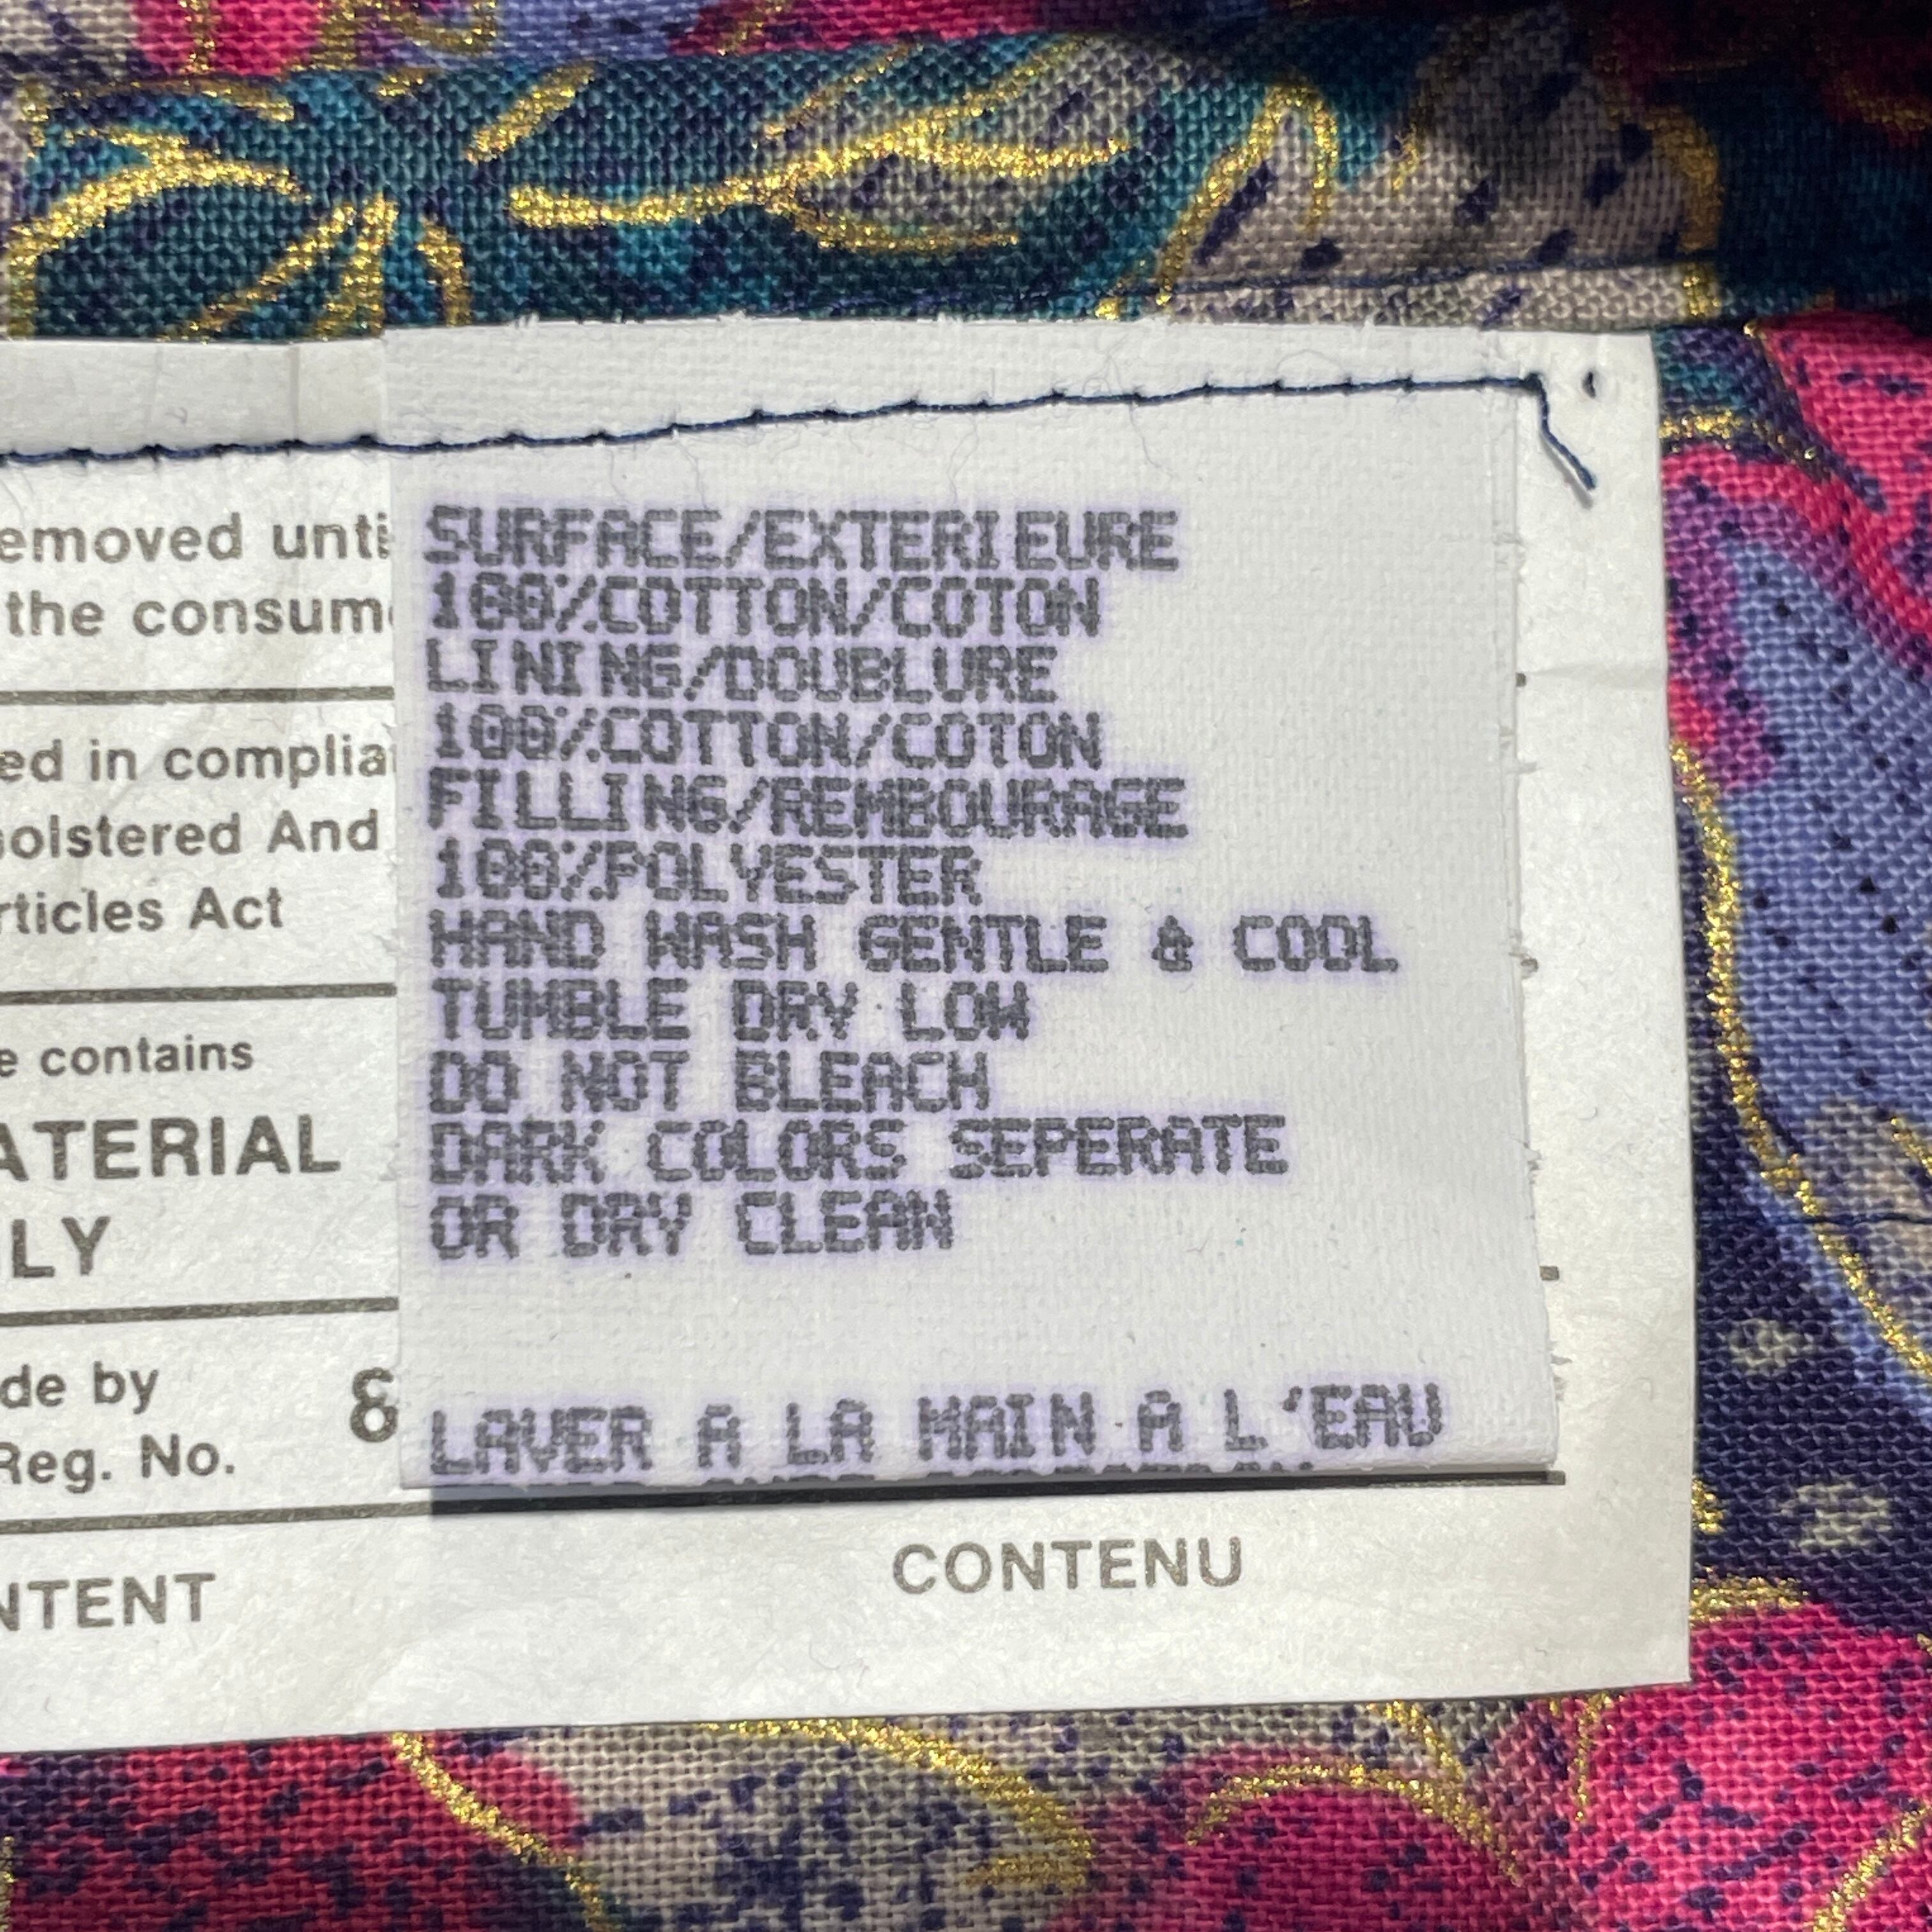 emoved unti
the consum
ed in complia
olstered And
rticles Act
e contains
ATERIAL
LY
de by
Reg. No. 8
NTENT
SURFACE/EXTERIEURE
100%COTTON/COTON
LINING/DOUBLURE
100%COTTON/COTON
FILLING/REMBOURAGE
100%POLYESTER
HAND WASH GENTLE & COOL
TUMBLE DRY LOW
DO NOT BLEACH
DARK COLORS SEPERATE
OR DRY CLEAN
LAVER A LA MAIN A L'EAU
CONTENU